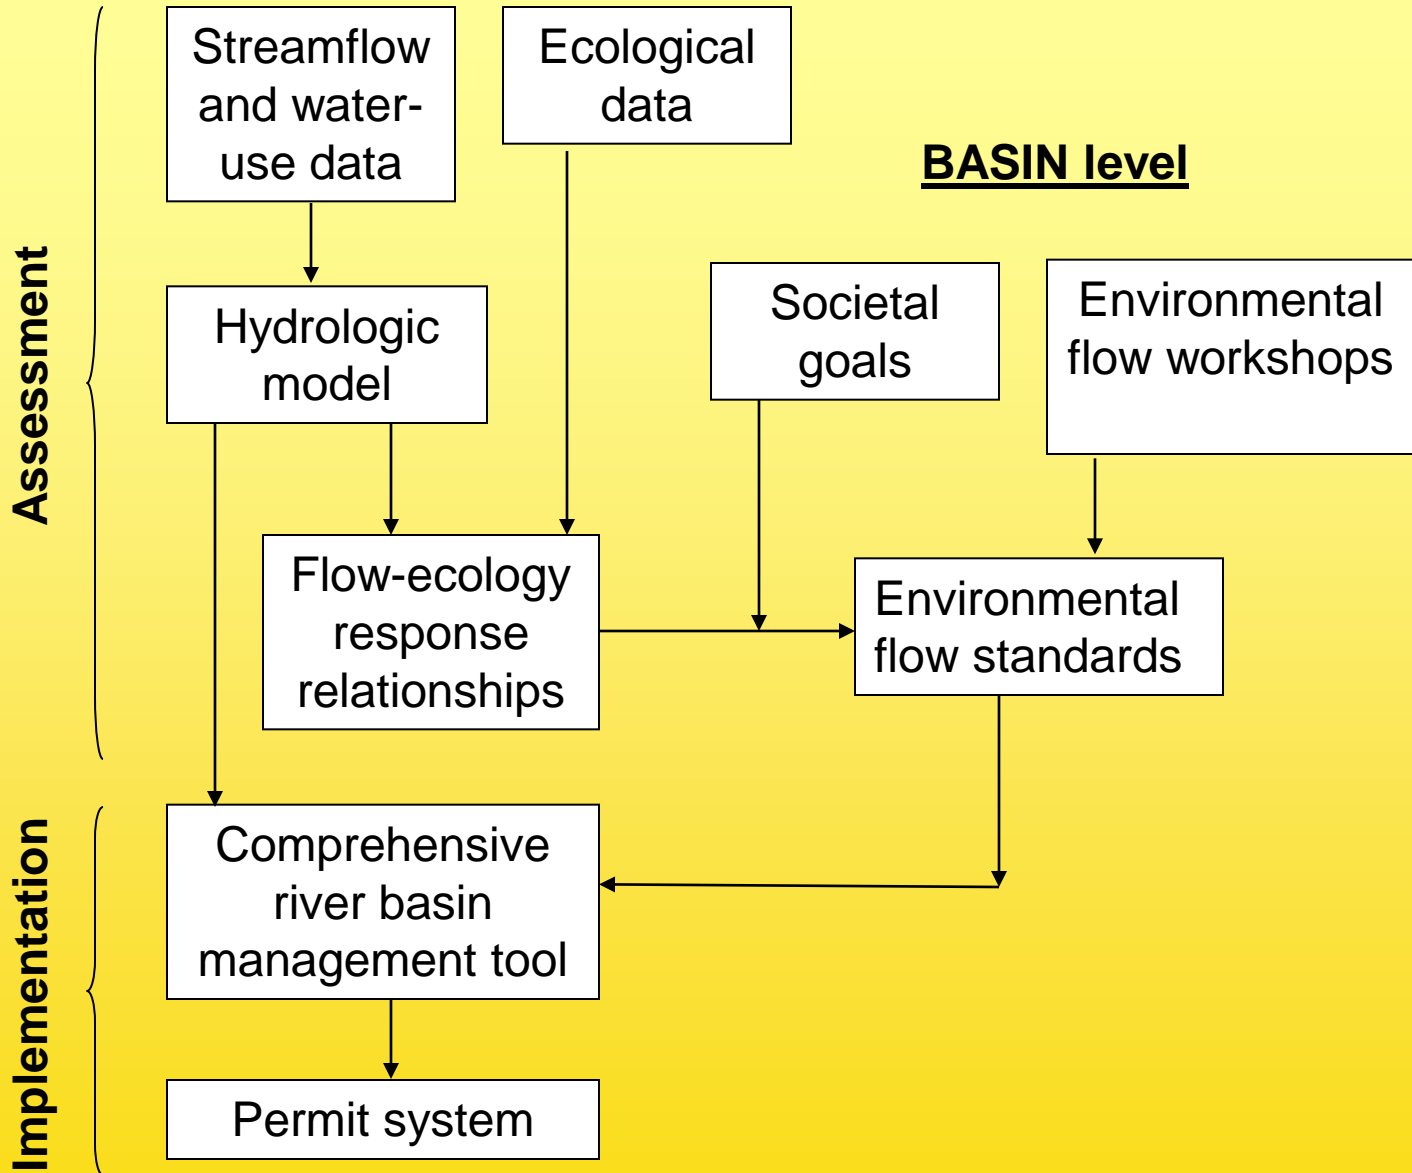 Streamflow
and water-
use data
Ecological
data
BASIN level
Assessment
Hydrologic
model
Societal
goals
Environmental
flow workshops
Flow-ecology
response
relationships
Environmental
flow standards
Implementation
Comprehensive
river basin
management tool
Permit system